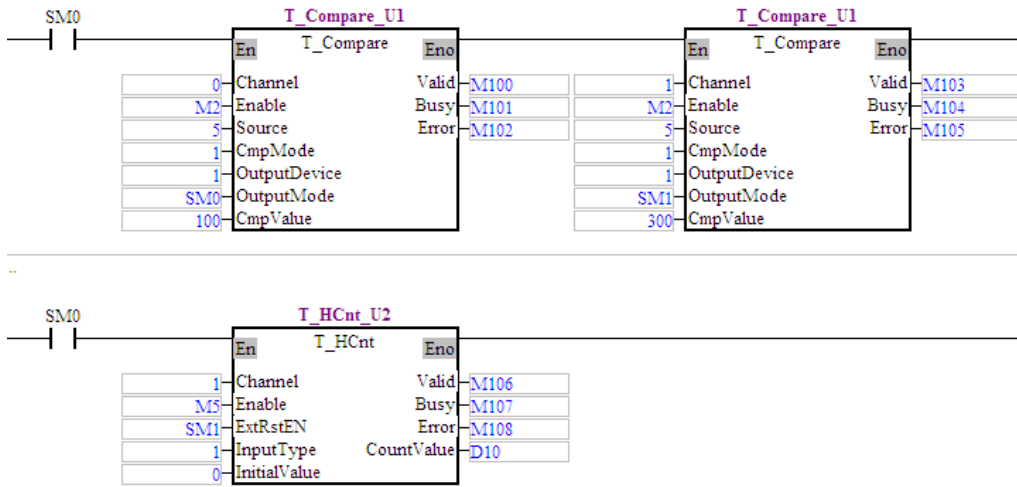 SM0 T_Compare_U1 T_Compare_U1
En T_Compare Eno En T_Compare Eno
0 Channel Valid M100 1 Channel Valid M103
M2 Enable Busy M101 M2 Enable Busy M104
5 Source Error M102 5 Source Error M105
1 CmpMode 1 CmpMode
1 OutputDevice 1 OutputDevice
SM0 OutputMode SM1 OutputMode
100 CmpValue 300 CmpValue
SM0 T_HCnt_U2
En T_HCnt Eno
1 Channel Valid M106
M5 Enable Busy M107
SM1 ExtRstEN Error M108
1 InputType CountValue D10
0 InitialValue